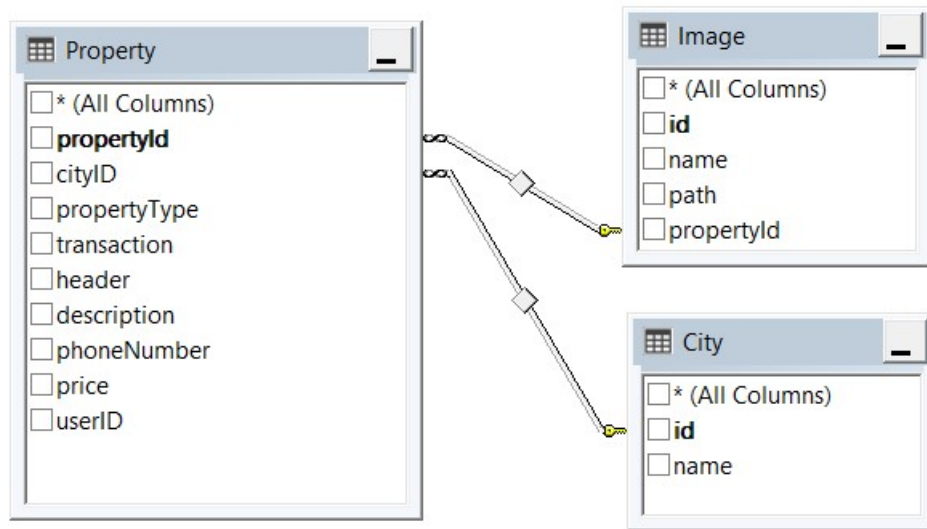 Property
* (All Columns)
propertyId
cityID
propertyType
transaction
header
description
phoneNumber
price
userID
Image
* (All Columns)
id
name
path
propertyId
City
* (All Columns)
id
name